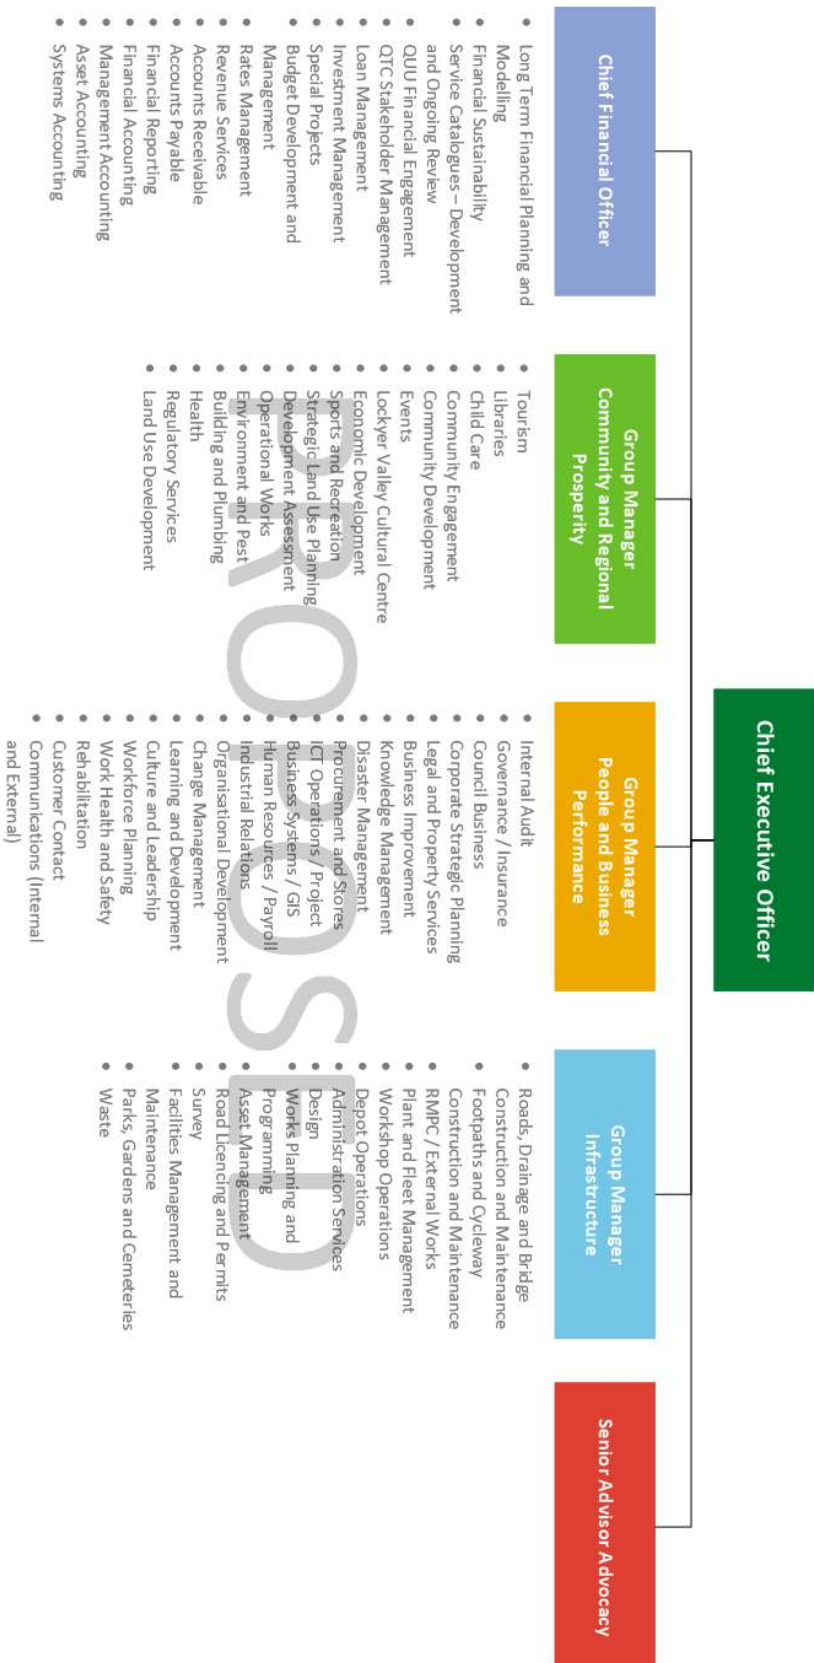 Chief Executive Officer
Chief Financial Officer
• Long Term Financial Planning and
Modelling
• Financial Sustainability
• Service Catalogues – Development
and Ongoing Review
• QUU Financial Engagement
• QTC Stakeholder Management
• Loan Management
• Investment Management
• Special Projects
• Budget Development and
Management
• Rates Management
• Revenue Services
• Accounts Receivable
• Accounts Payable
• Financial Reporting
• Financial Accounting
• Management Accounting
• Asset Accounting
• Systems Accounting
Group Manager
Community and Regional
Prosperity
• Tourism
• Libraries
• Child Care
• Community Engagement
• Community Development
• Events
• Lockyer Valley Cultural Centre
• Economic Development
• Sports and Recreation
• Strategic Land Use Planning
• Development Assessment
• Operational Works
• Environment and Pest
• Building and Plumbing
• Health
• Regulatory Services
• Land Use Development
Group Manager
People and Business
Performance
• Internal Audit
• Governance / Insurance
• Council Business
• Corporate Strategic Planning
• Legal and Property Services
• Business Improvement
• Knowledge Management
• Disaster Management
• Procurement and Stores
• ICT Operations / Project
• Business Systems / GIS
• Human Resources / Payroll
• Industrial Relations
• Organisational Development
• Change Management
• Learning and Development
• Culture and Leadership
• Workforce Planning
• Work Health and Safety
• Rehabilitation
• Customer Contact
• Communications (Internal
and External)
Group Manager
Infrastructure
• Roads, Drainage and Bridge
Construction and Maintenance
• Footpaths and Cycleway
Construction and Maintenance
• RMPC / External Works
• Plant and Fleet Management
• Workshop Operations
• Depot Operations
• Administration Services
• Design
• Works Planning and
Programming
• Asset Management
• Road Licencing and Permits
• Survey
• Facilities Management and
Maintenance
• Parks, Gardens and Cemeteries
• Waste
Senior Advisor Advocacy
PROPOSED